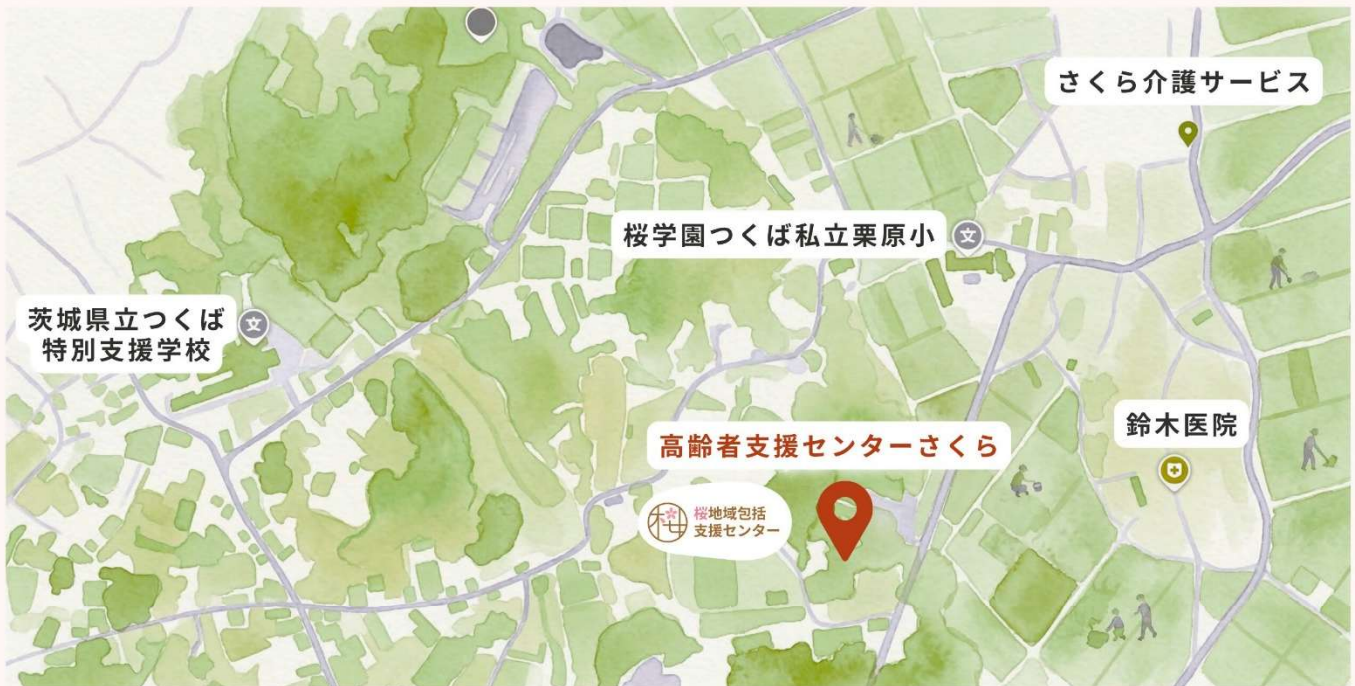 さくら介護サービス
桜学園つくば私立栗原小
文
茨城県立つくば
特別支援学校
文
鈴木医院
高齢者支援センターさくら
桜
桜地域包括
支援センター